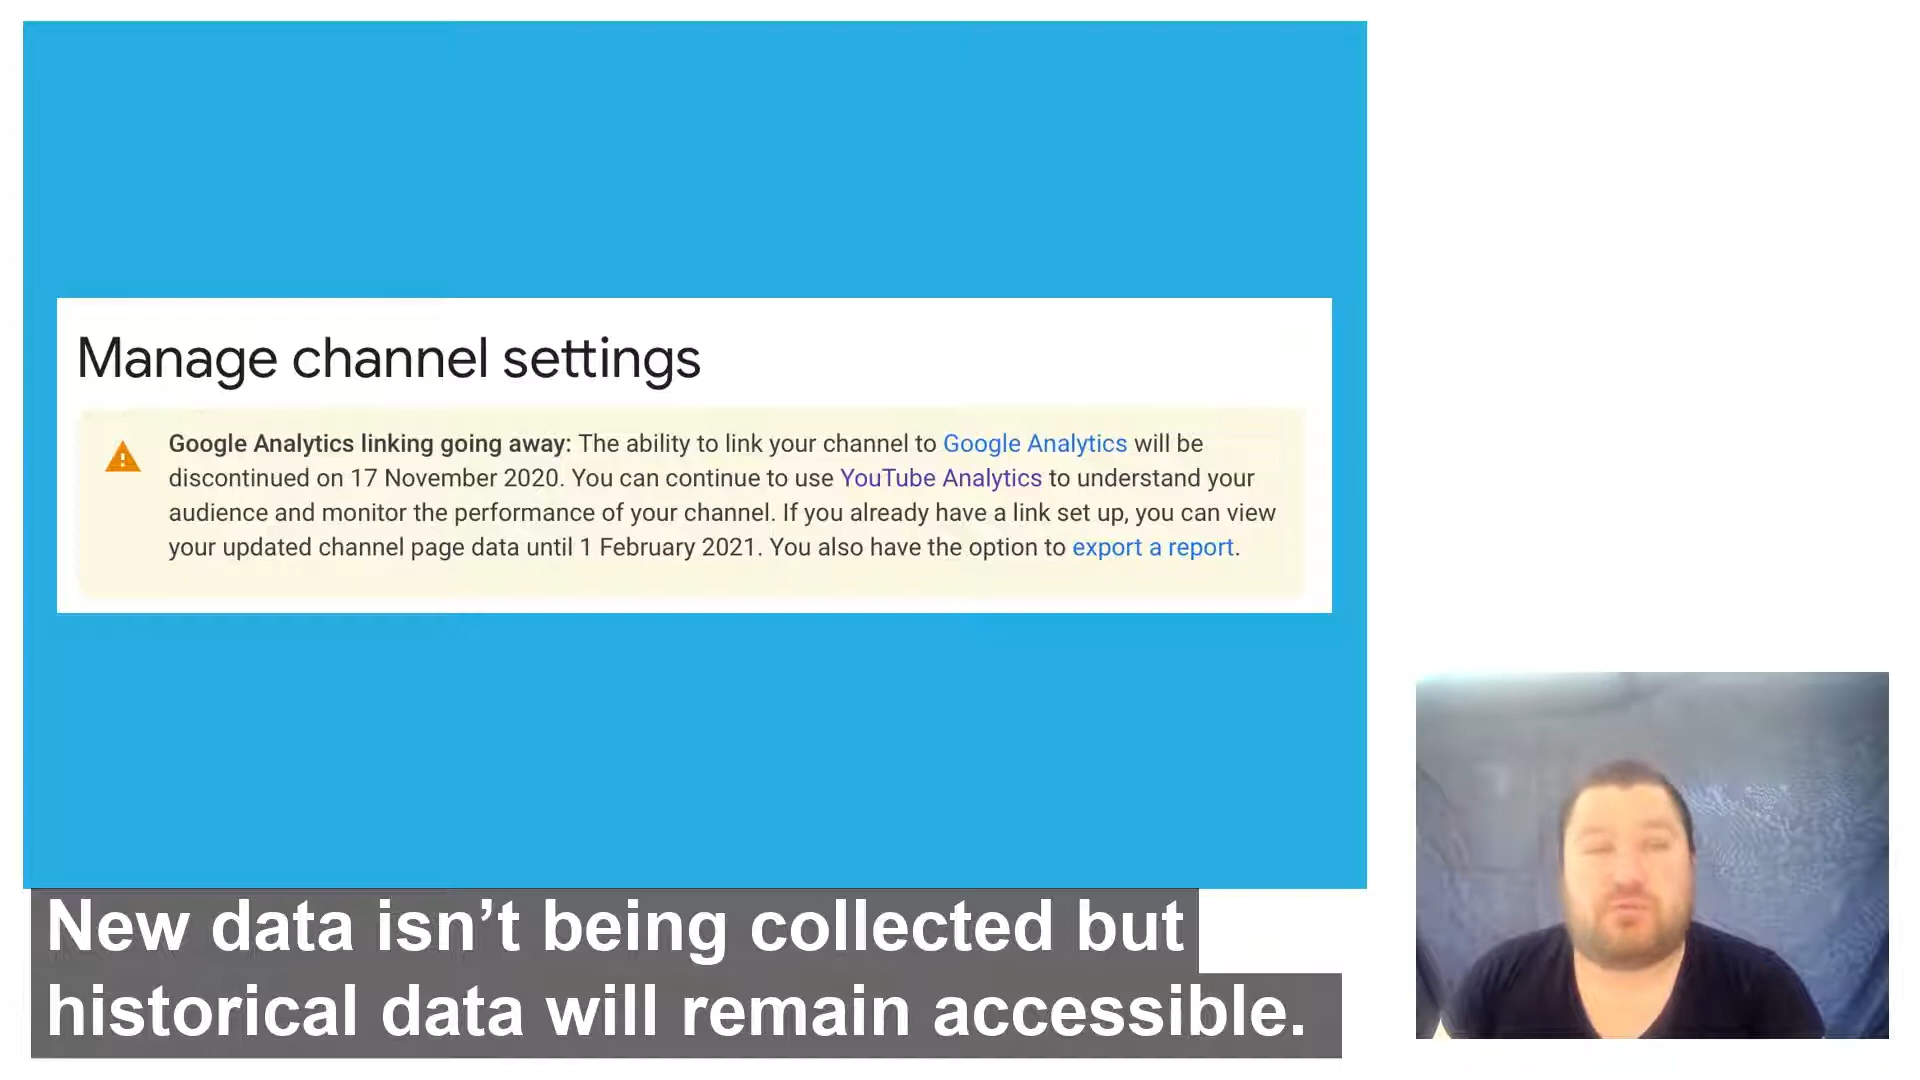 Manage channel settings
Google Analytics linking going away: The ability to link your channel to Google Analytics will be
discontinued on 17 November 2020. You can continue to use YouTube Analytics to understand your
audience and monitor the performance of your channel. If you already have a link set up, you can view
your updated channel page data until 1 February 2021. You also have the option to export a report.
New data isn’t being collected but
historical data will remain accessible.